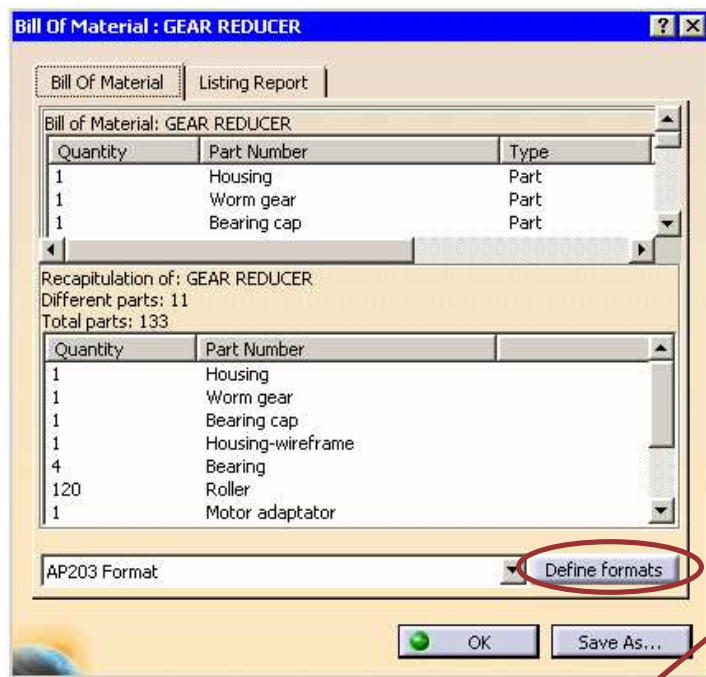 Bill Of Material : GEAR REDUCER
Bill Of Material Listing Report
Bill of Material: GEAR REDUCER
Quantity Part Number Type
1 Housing Part
1 Worm gear Part
1 Bearing cap Part
Recapitulation of: GEAR REDUCER
Different parts: 11
Total parts: 133
Quantity Part Number
1 Housing
1 Worm gear
1 Bearing cap
1 Housing-wireframe
4 Bearing
120 Roller
1 Motor adaptator
AP203 Format Define formats
OK Save As...